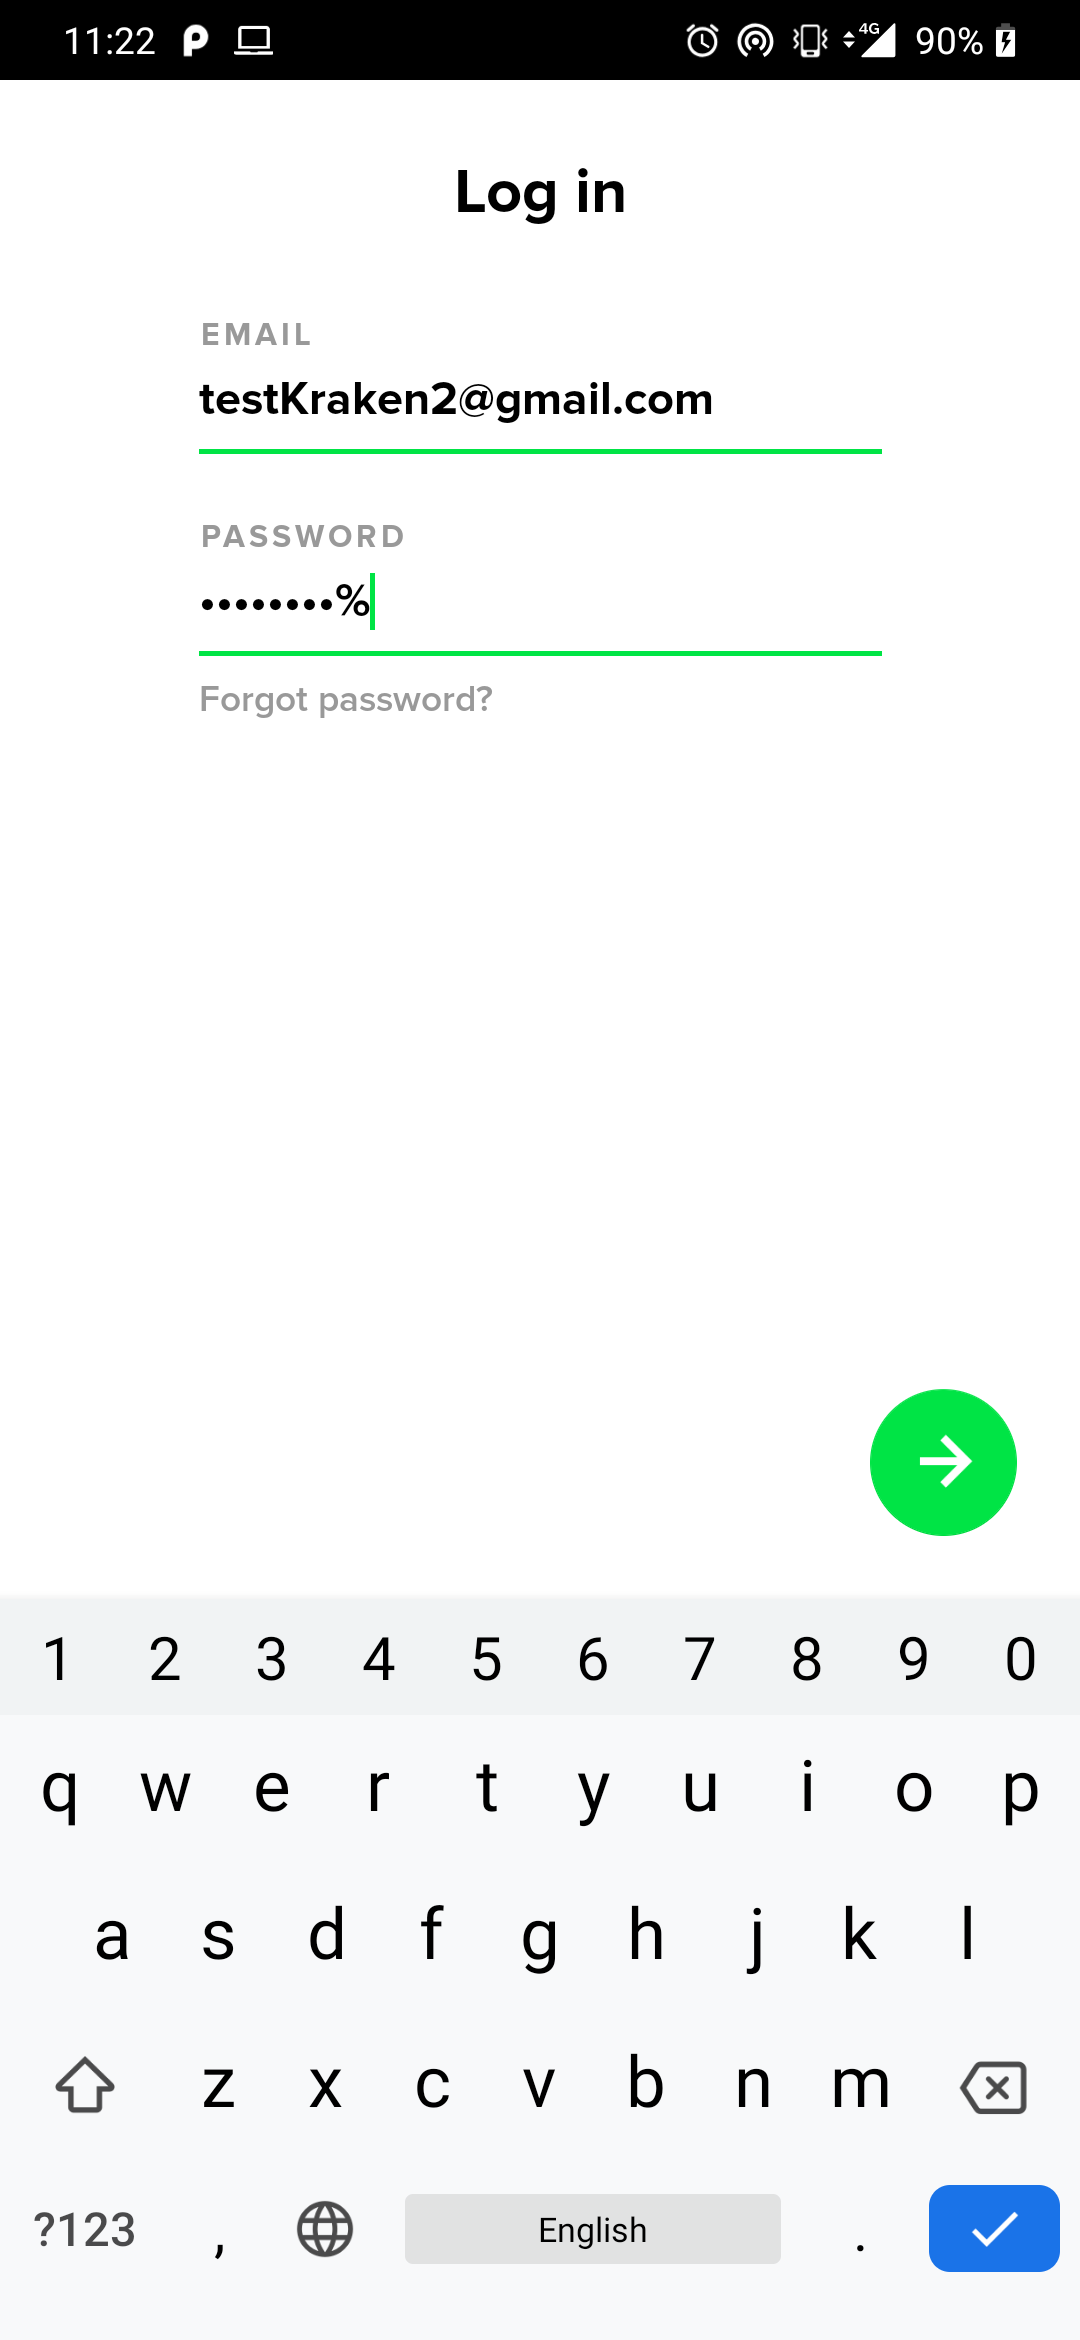 11:22 4G 90%
Log in
EMAIL
testKraken2@gmail.com
PASSWORD
••••••••%
Forgot password?
1 2 3 4 5 6 7 8 9 0
q w e r t y u i o p
a s d f g h j k l
z x c v b n m
?123 , English .